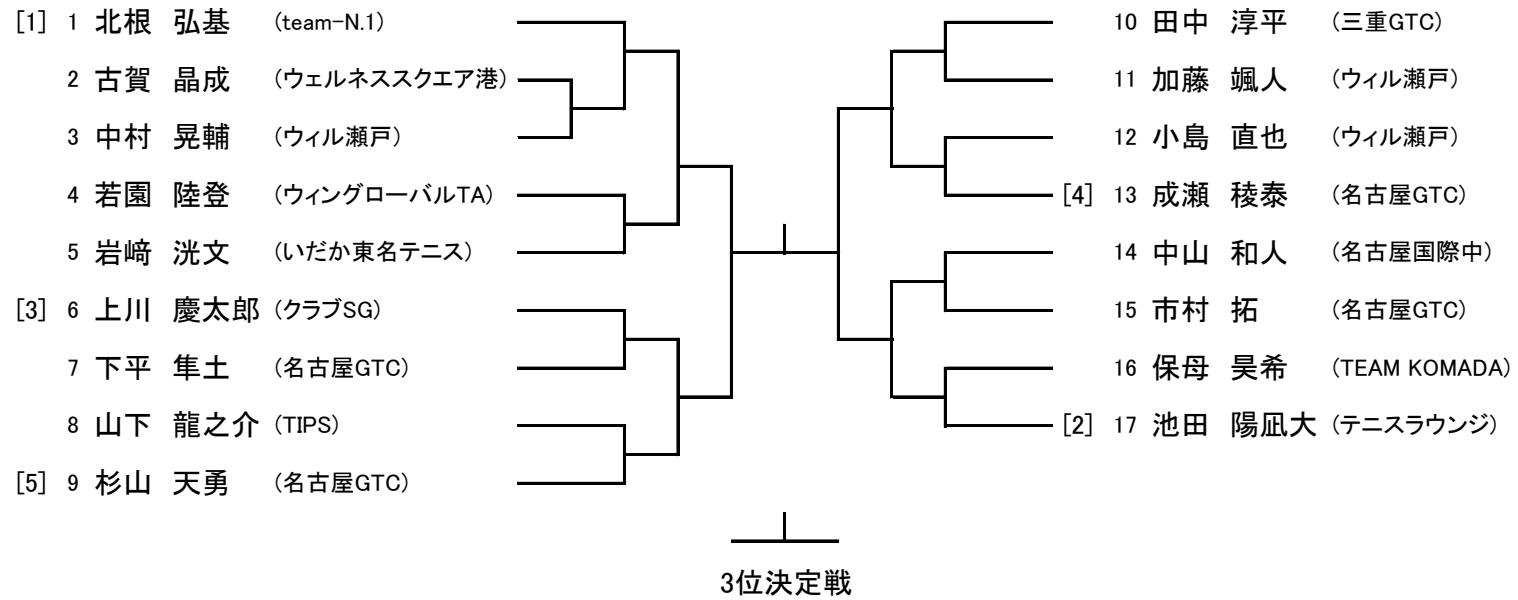 [1] 1 北根 弘基 (team-N.1)
2 古賀 晶成 (ウェルネススクエア港)
3 中村 晃輔 (ウィル瀬戸)
4 若園 陸登 (ウィングローバルTA)
5 岩﨑 洸文 (いだか東名テニス)
[3] 6 上川 慶太郎 (クラブSG)
7 下平 隼土 (名古屋GTC)
8 山下 龍之介 (TIPS)
[5] 9 杉山 天勇 (名古屋GTC)
10 田中 淳平 (三重GTC)
11 加藤 颯人 (ウィル瀬戸)
12 小島 直也 (ウィル瀬戸)
[4] 13 成瀬 稜泰 (名古屋GTC)
14 中山 和人 (名古屋国際中)
15 市村 拓 (名古屋GTC)
16 保母 昊希 (TEAM KOMADA)
[2] 17 池田 陽凪大 (テニスラウンジ)
3位決定戦